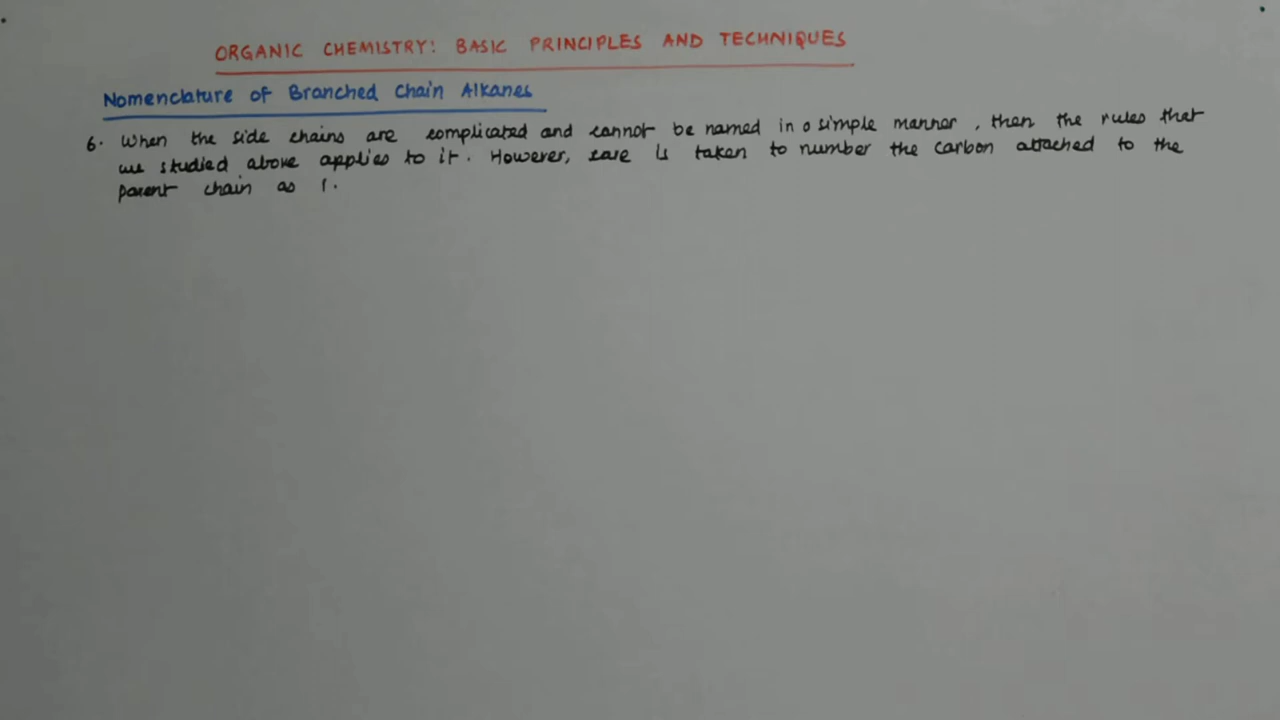 ORGANIC CHEMISTRY: BASIC PRINCIPLES AND TECHNIQUES
Nomenclature of Branched Chain Alkanes
6. When the side chains are complicated and cannot be named in a simple manner, then the rules that
we studied above applies to it. However, care is taken to number the carbon attached to the
parent chain as 1.